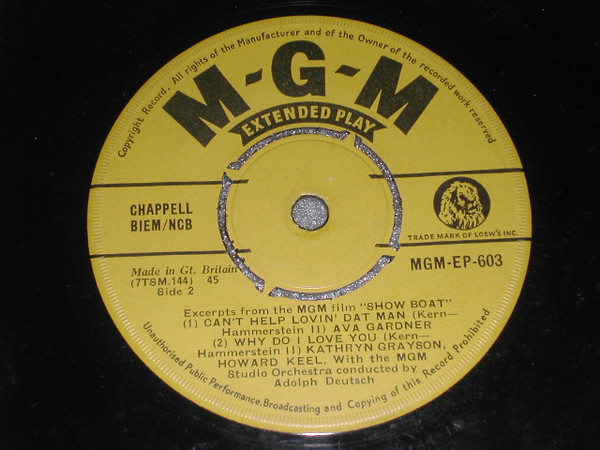 Copyright Record. All rights of the Manufacturer and of the Owner of the recorded work reserved
M-G-M
EXTENDED PLAY
CHAPPELL
BIEM/NCB
TRADE MARK OF LOEW'S INC.
MGM-EP-603
Made in Gt. Britain
(7TSM.144) 45
Side 2
Excerpts from the MGM film "SHOW BOAT"
(1) CAN'T HELP LOVIN' DAT MAN (Kern—
Hammerstein II) AVA GARDNER
(2) WHY DO I LOVE YOU (Kern—
Hammerstein II) KATHRYN GRAYSON,
HOWARD KEEL. With the MGM
Studio Orchestra conducted by
Adolph Deutsch
Unauthorised Public Performance, Broadcasting and Copying of this Record Prohibited